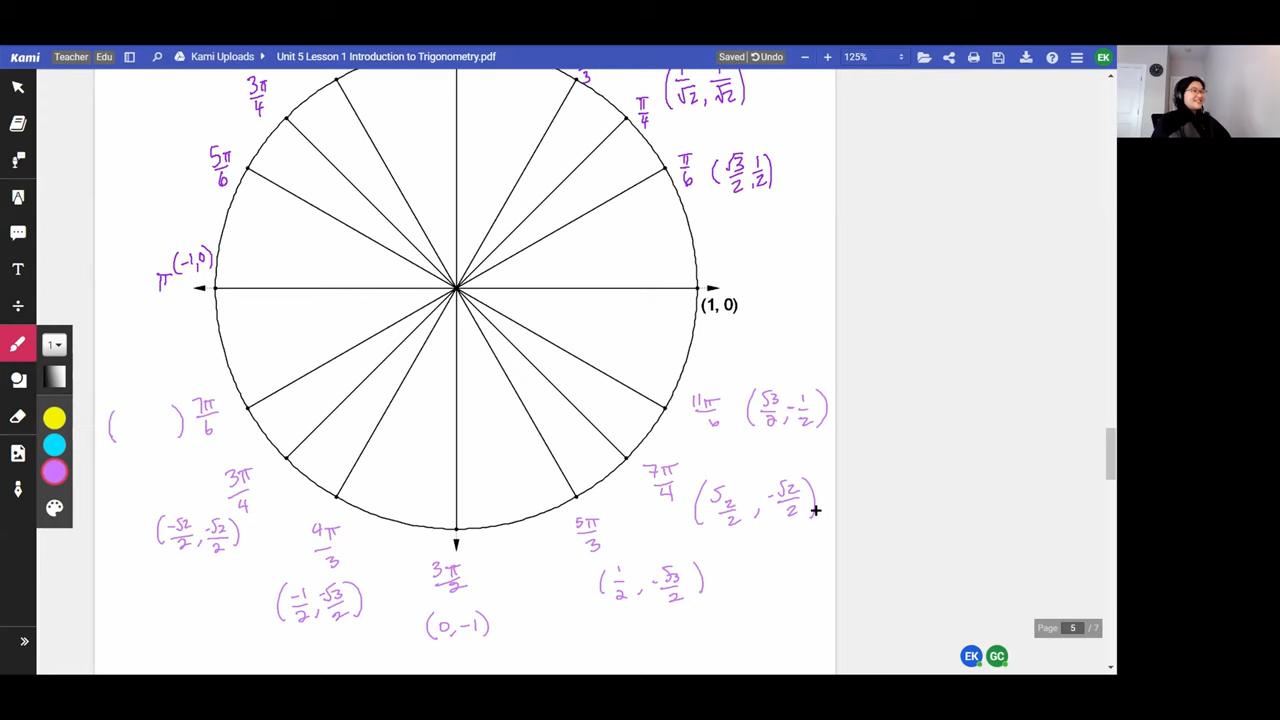 Kami Teacher Edu Kami Uploads Unit 5 Lesson 1 Introduction to Trigonometry.pdf Saved Undo 125% EK
3π/4
3
(1/√2, 1/√2)
π/4
5π/6
π/6 (√3/2, 1/2)
π (-1,0)
(1, 0)
1
( ) 7π/6
11π/6 (√3/2, -1/2)
3π/4
7π/4 (√2/2, -√2/2)
(-√2/2, -√2/2)
4π/3
5π/3
3π/2
(-1/2, -√3/2)
(1/2, -√3/2)
(0, -1)
Page 5 / 7
EK GC